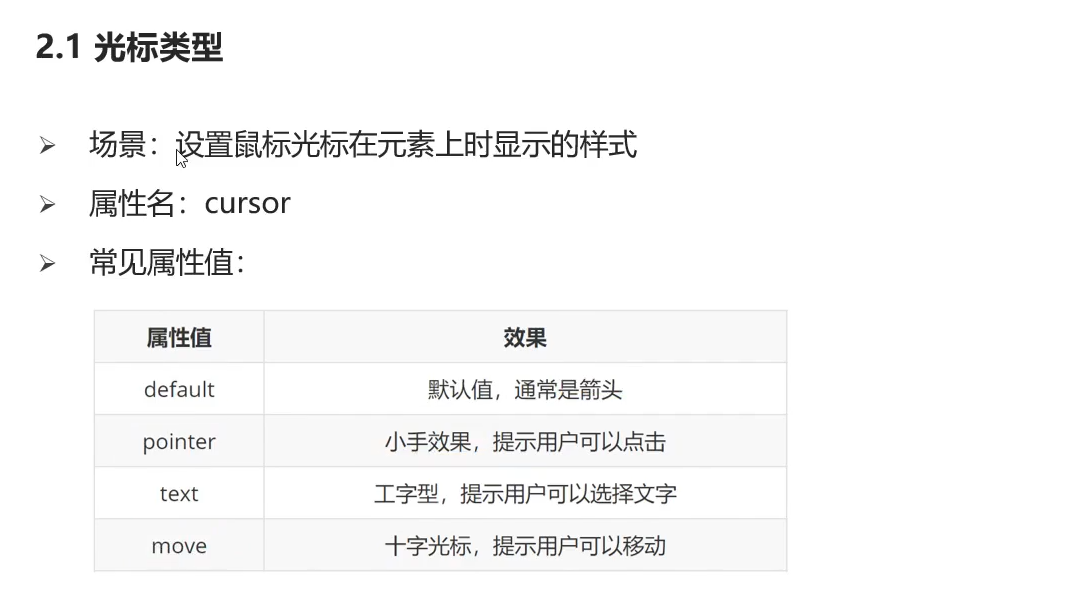 2.1 光标类型
场景：设置鼠标光标在元素上时显示的样式
属性名：cursor
常见属性值：
属性值 效果
default 默认值，通常是箭头
pointer 小手效果，提示用户可以点击
text 工字型，提示用户可以选择文字
move 十字光标，提示用户可以移动